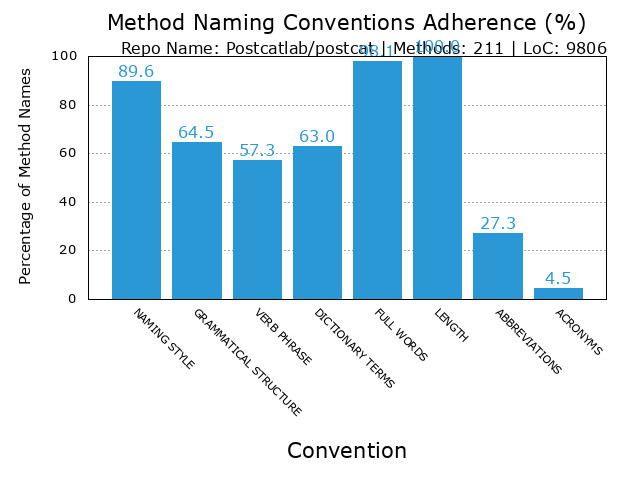 Method Naming Conventions Adherence (%)
Repo Name: Postcatlab/postcat | Methods: 211 | LoC: 9806
Percentage of Method Names
100
80
60
40
20
0
89.6
64.5
57.3
63.0
98.1
100.0
27.3
4.5
NAMING STYLE
GRAMMATICAL STRUCTURE
VERB PHRASE
DICTIONARY TERMS
FULL WORDS
LENGTH
ABBREVIATIONS
ACRONYMS
Convention